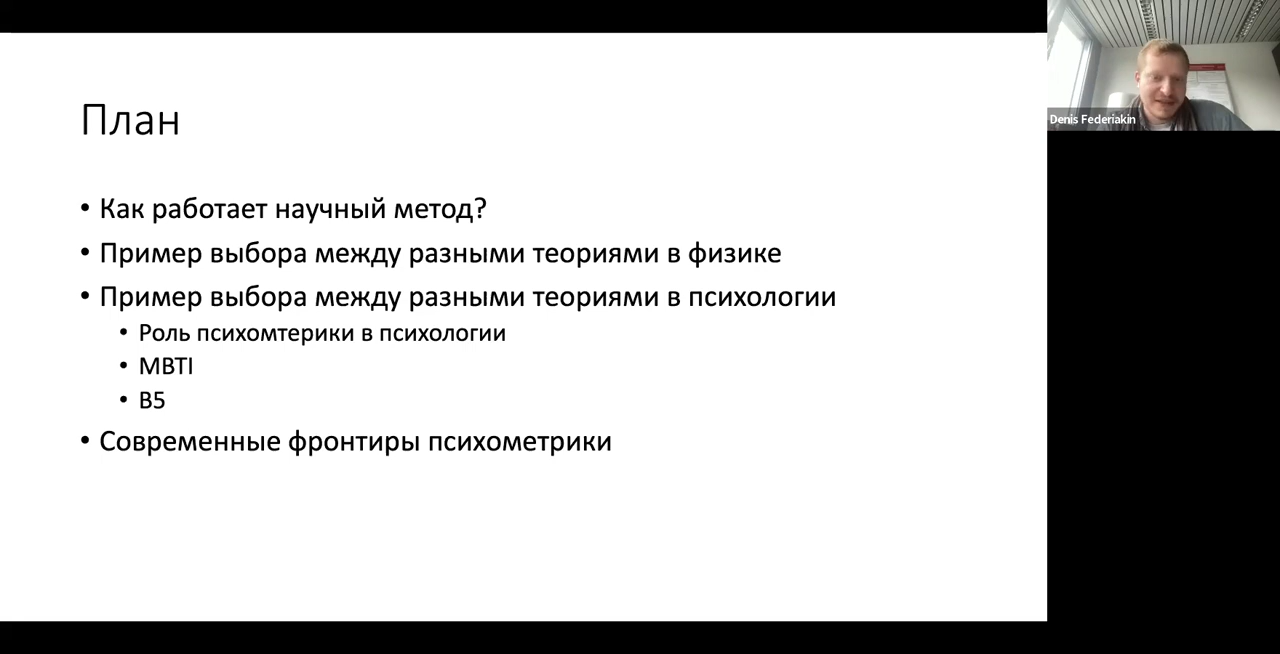 План
• Как работает научный метод?
• Пример выбора между разными теориями в физике
• Пример выбора между разными теориями в психологии
• Роль психомтерики в психологии
• MBTI
• B5
• Современные фронтиры психометрики
Denis Federiakin